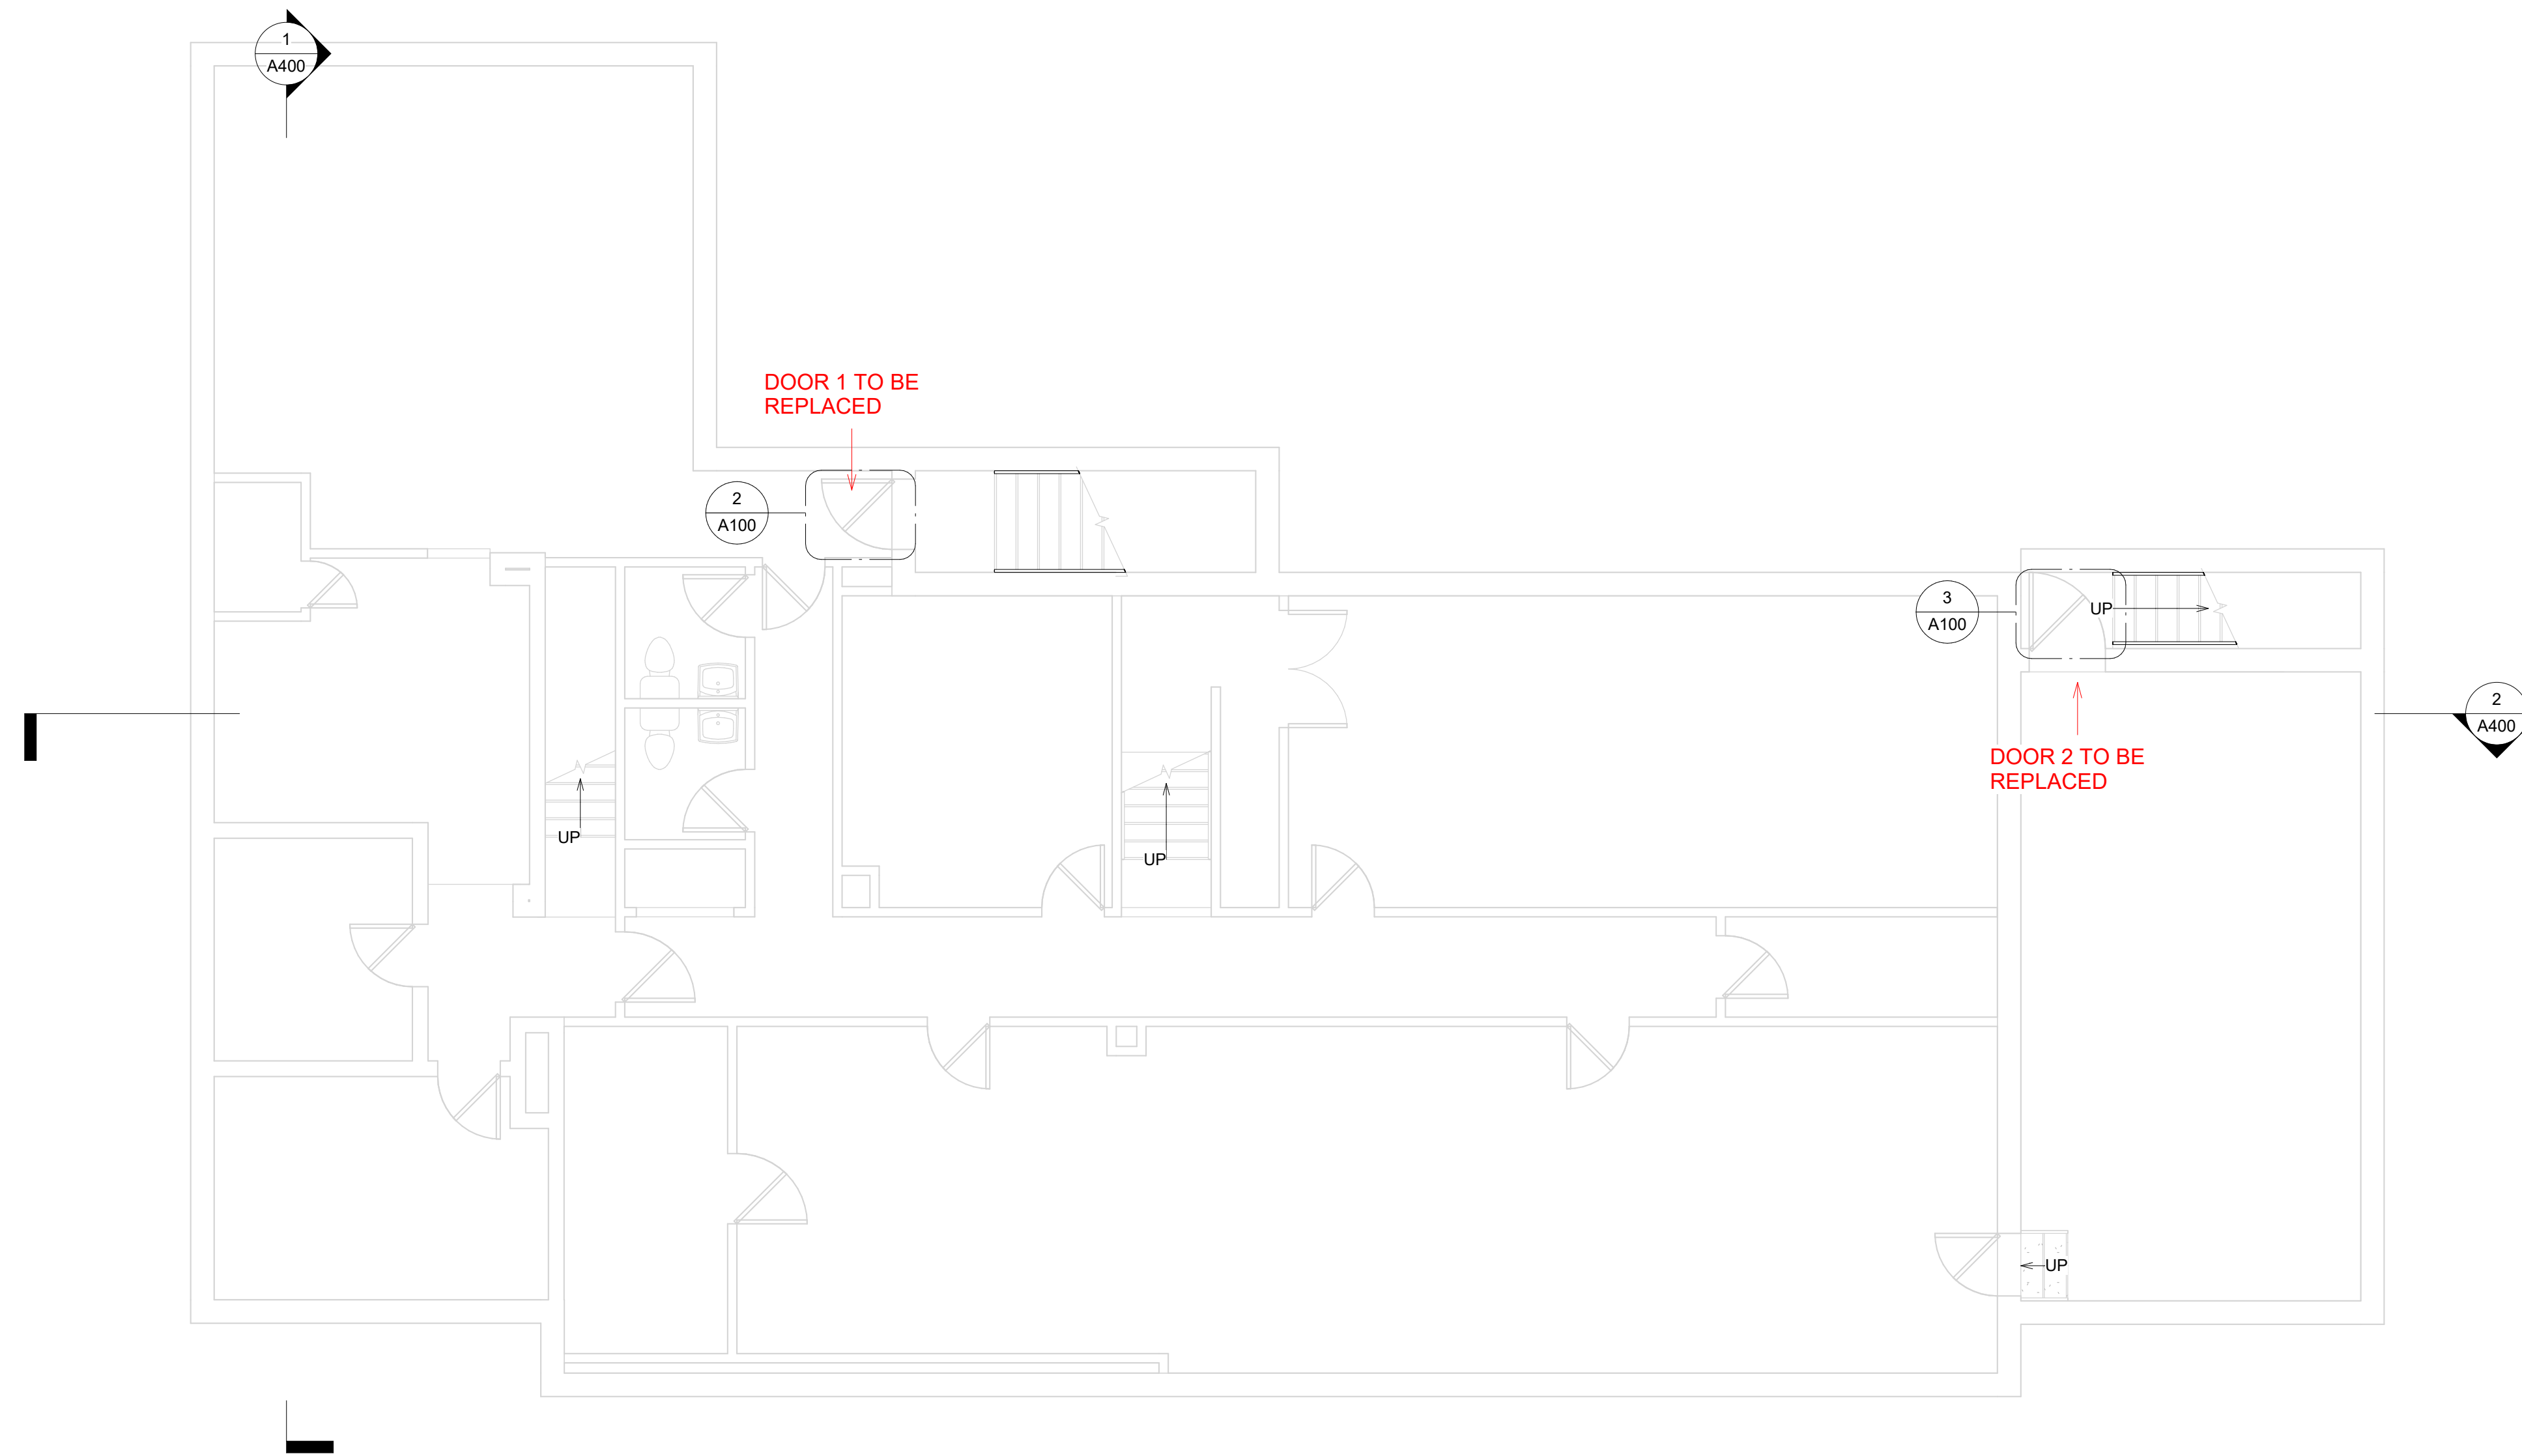 1
A400
DOOR 1 TO BE
REPLACED
2
A100
3
A100
UP
2
A400
DOOR 2 TO BE
REPLACED
UP
UP
UP